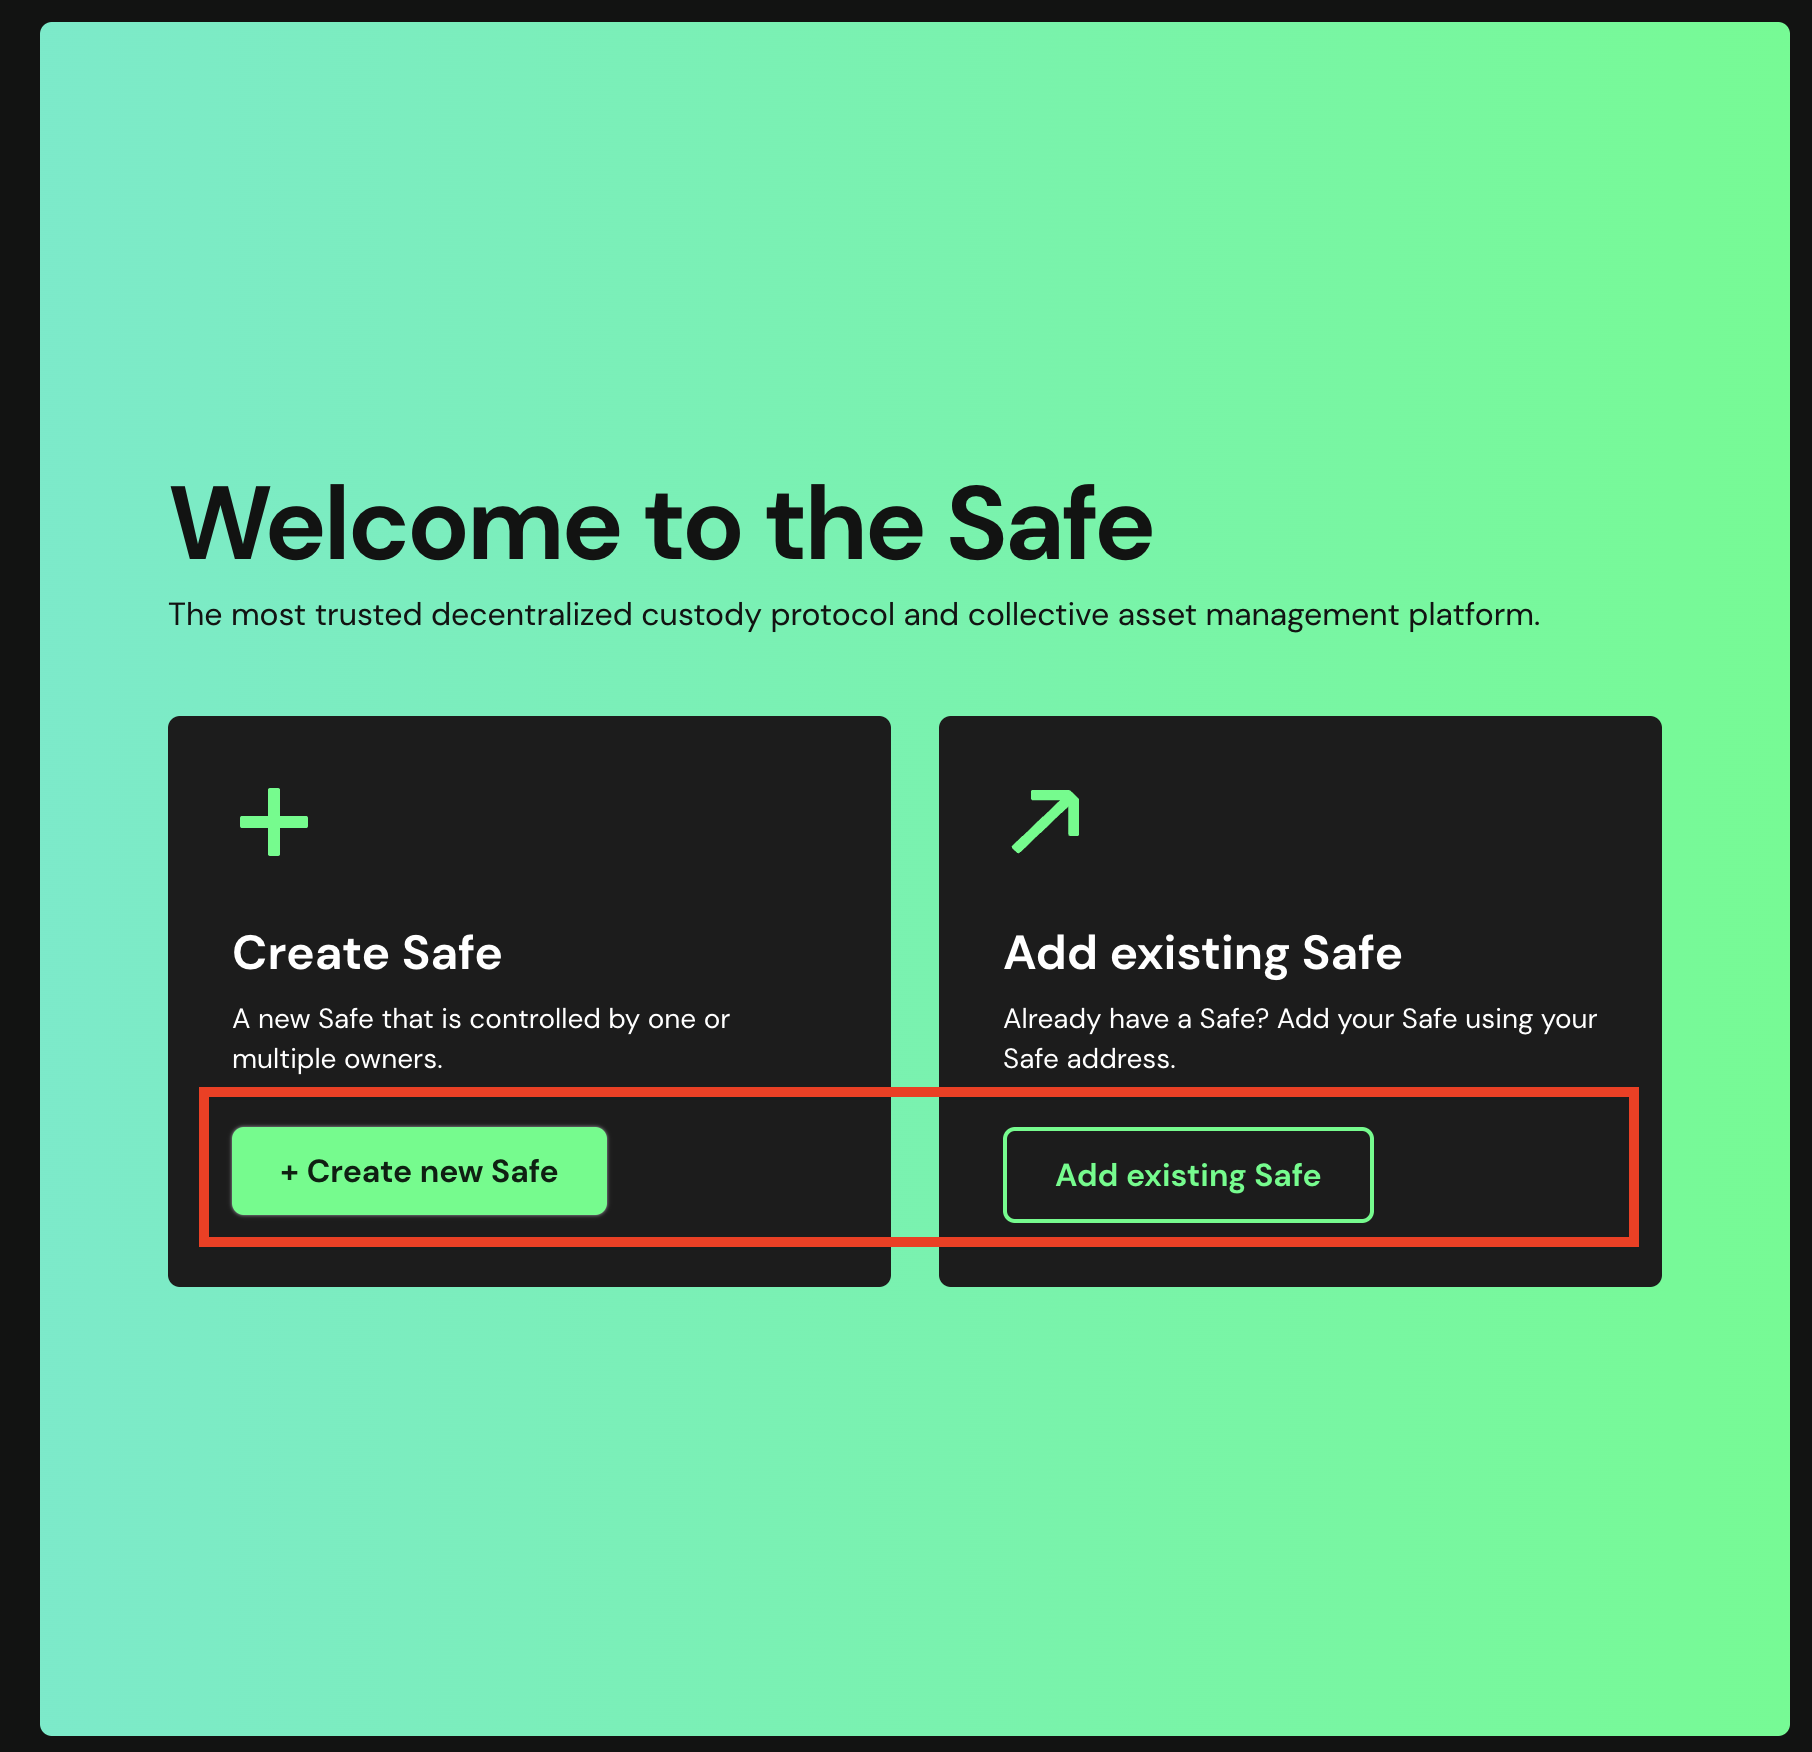 Welcome to the Safe
The most trusted decentralized custody protocol and collective asset management platform.
Create Safe
A new Safe that is controlled by one or
multiple owners.
+ Create new Safe
Add existing Safe
Already have a Safe? Add your Safe using your
Safe address.
Add existing Safe